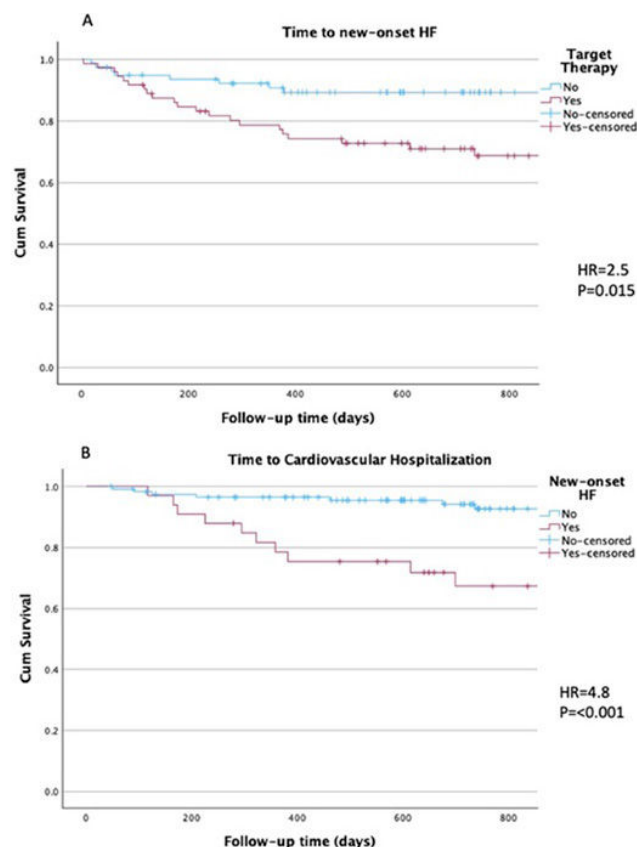 A
Time to new-onset HF
Target
Therapy
No
Yes
No-censored
Yes-censored
1.0
0.8
0.6
0.4
0.2
0.0
Cum Survival
0
200
400
600
800
Follow-up time (days)
HR=2.5
P=0.015
B
Time to Cardiovascular Hospitalization
New-onset
HF
No
Yes
No-censored
Yes-censored
1.0
0.8
0.6
0.4
0.2
0.0
Cum Survival
0
200
400
600
800
Follow-up time (days)
HR=4.8
P=<0.001